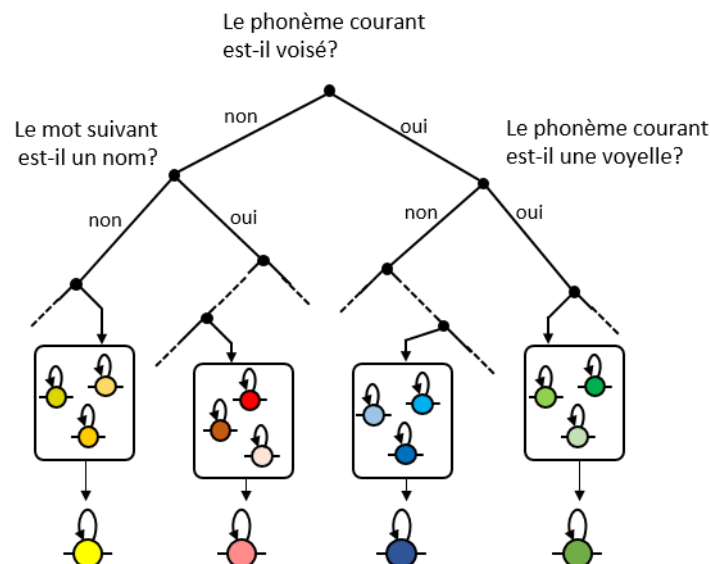 Le phonème courant
est-il voisé?
non
oui
Le mot suivant
est-il un nom?
Le phonème courant
est-il une voyelle?
non
oui
non
oui